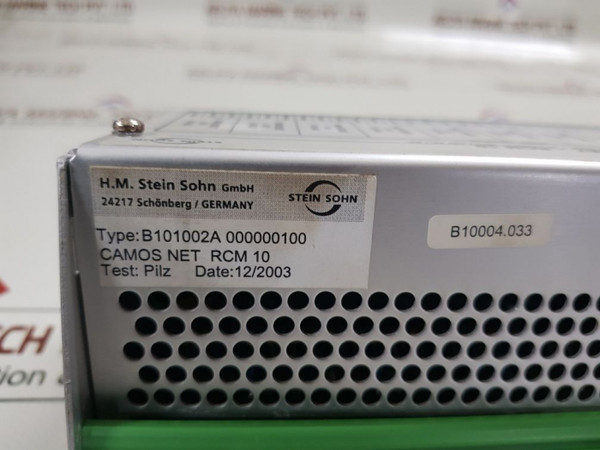 H.M. Stein Sohn GmbH
24217 Schönberg / GERMANY
STEIN SOHN
Type: B101002A 000000100
CAMOS NET RCM 10
Test: Pilz Date: 12/2003
B10004.033